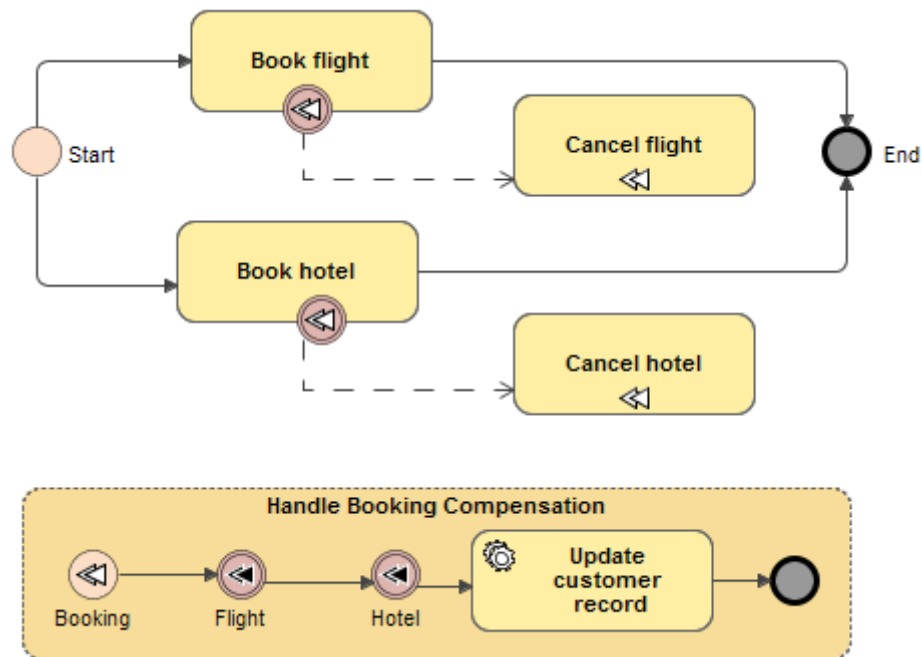 Book flight
Start
Cancel flight
End
Book hotel
Cancel hotel
Handle Booking Compensation
Update
customer
record
Booking
Flight
Hotel